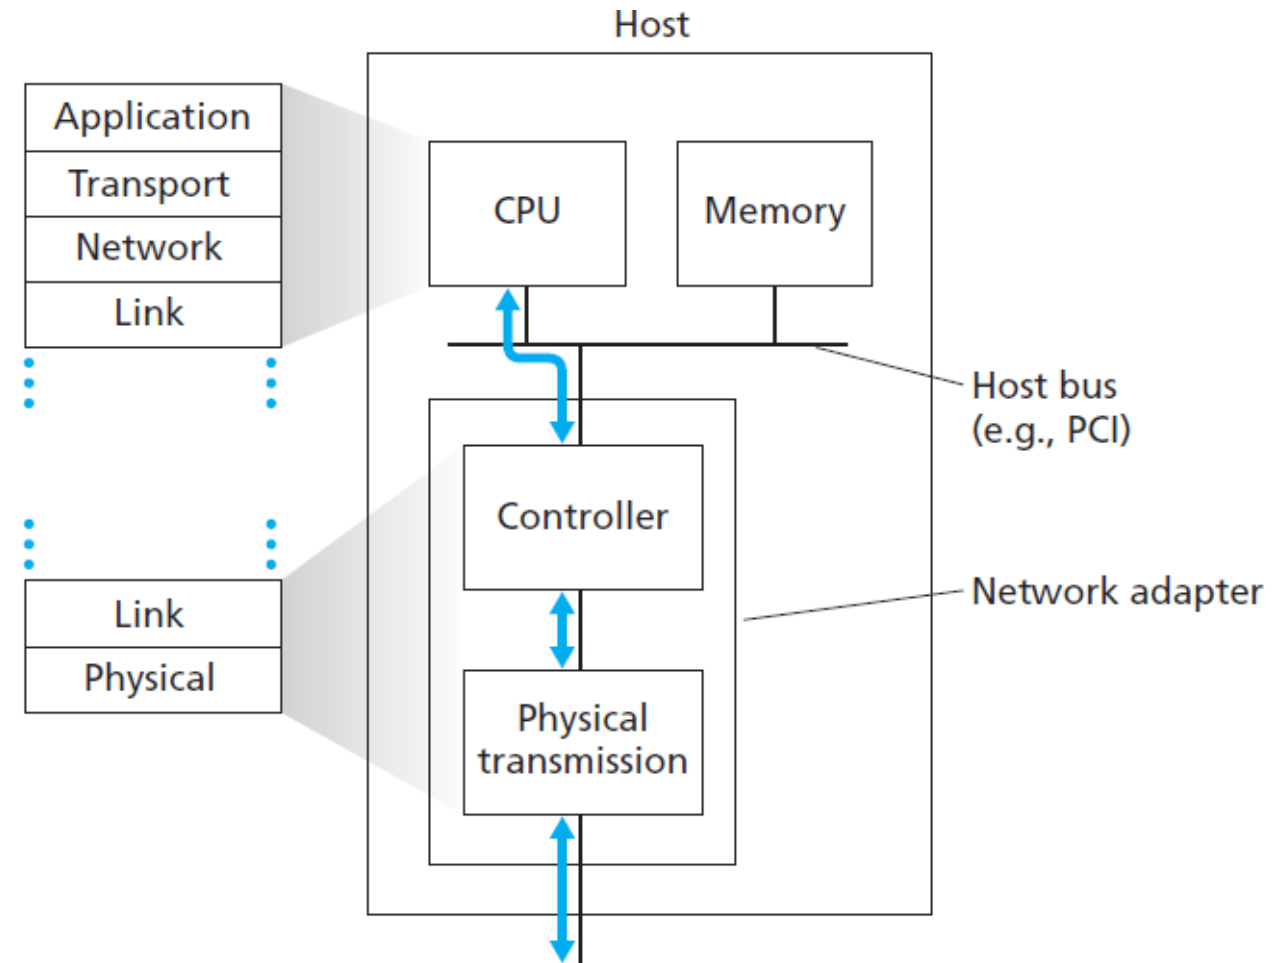 Host
Application
Transport
Network
Link
CPU
Memory
Host bus
(e.g., PCI)
Controller
Network adapter
Link
Physical
Physical
transmission